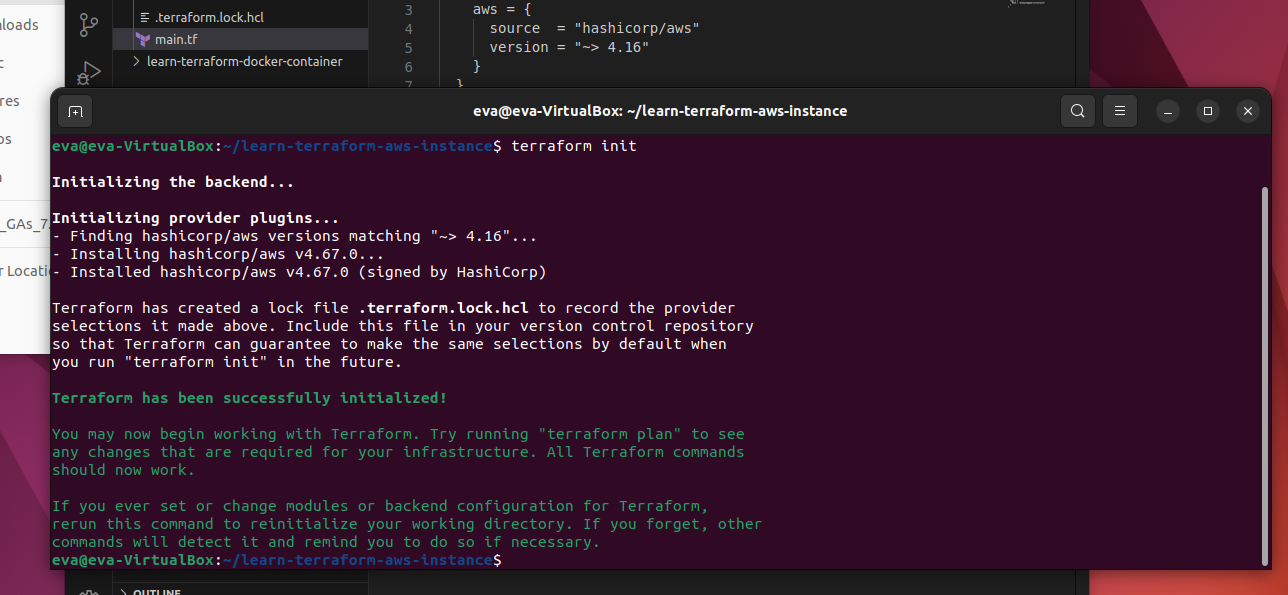 .terraform.lock.hcl
main.tf
learn-terraform-docker-container
3 aws = {
4 source = "hashicorp/aws"
5 version = "~> 4.16"
6 }
7 }
_GAs_7.
eva@eva-VirtualBox: ~/learn-terraform-aws-instance
eva@eva-VirtualBox:~/learn-terraform-aws-instance$ terraform init
Initializing the backend...
Initializing provider plugins...
- Finding hashicorp/aws versions matching "~> 4.16"...
- Installing hashicorp/aws v4.67.0...
- Installed hashicorp/aws v4.67.0 (signed by HashiCorp)
Terraform has created a lock file .terraform.lock.hcl to record the provider
selections it made above. Include this file in your version control repository
so that Terraform can guarantee to make the same selections by default when
you run "terraform init" in the future.
Terraform has been successfully initialized!
You may now begin working with Terraform. Try running "terraform plan" to see
any changes that are required for your infrastructure. All Terraform commands
should now work.
If you ever set or change modules or backend configuration for Terraform,
rerun this command to reinitialize your working directory. If you forget, other
commands will detect it and remind you to do so if necessary.
eva@eva-VirtualBox:~/learn-terraform-aws-instance$
OUTLINE